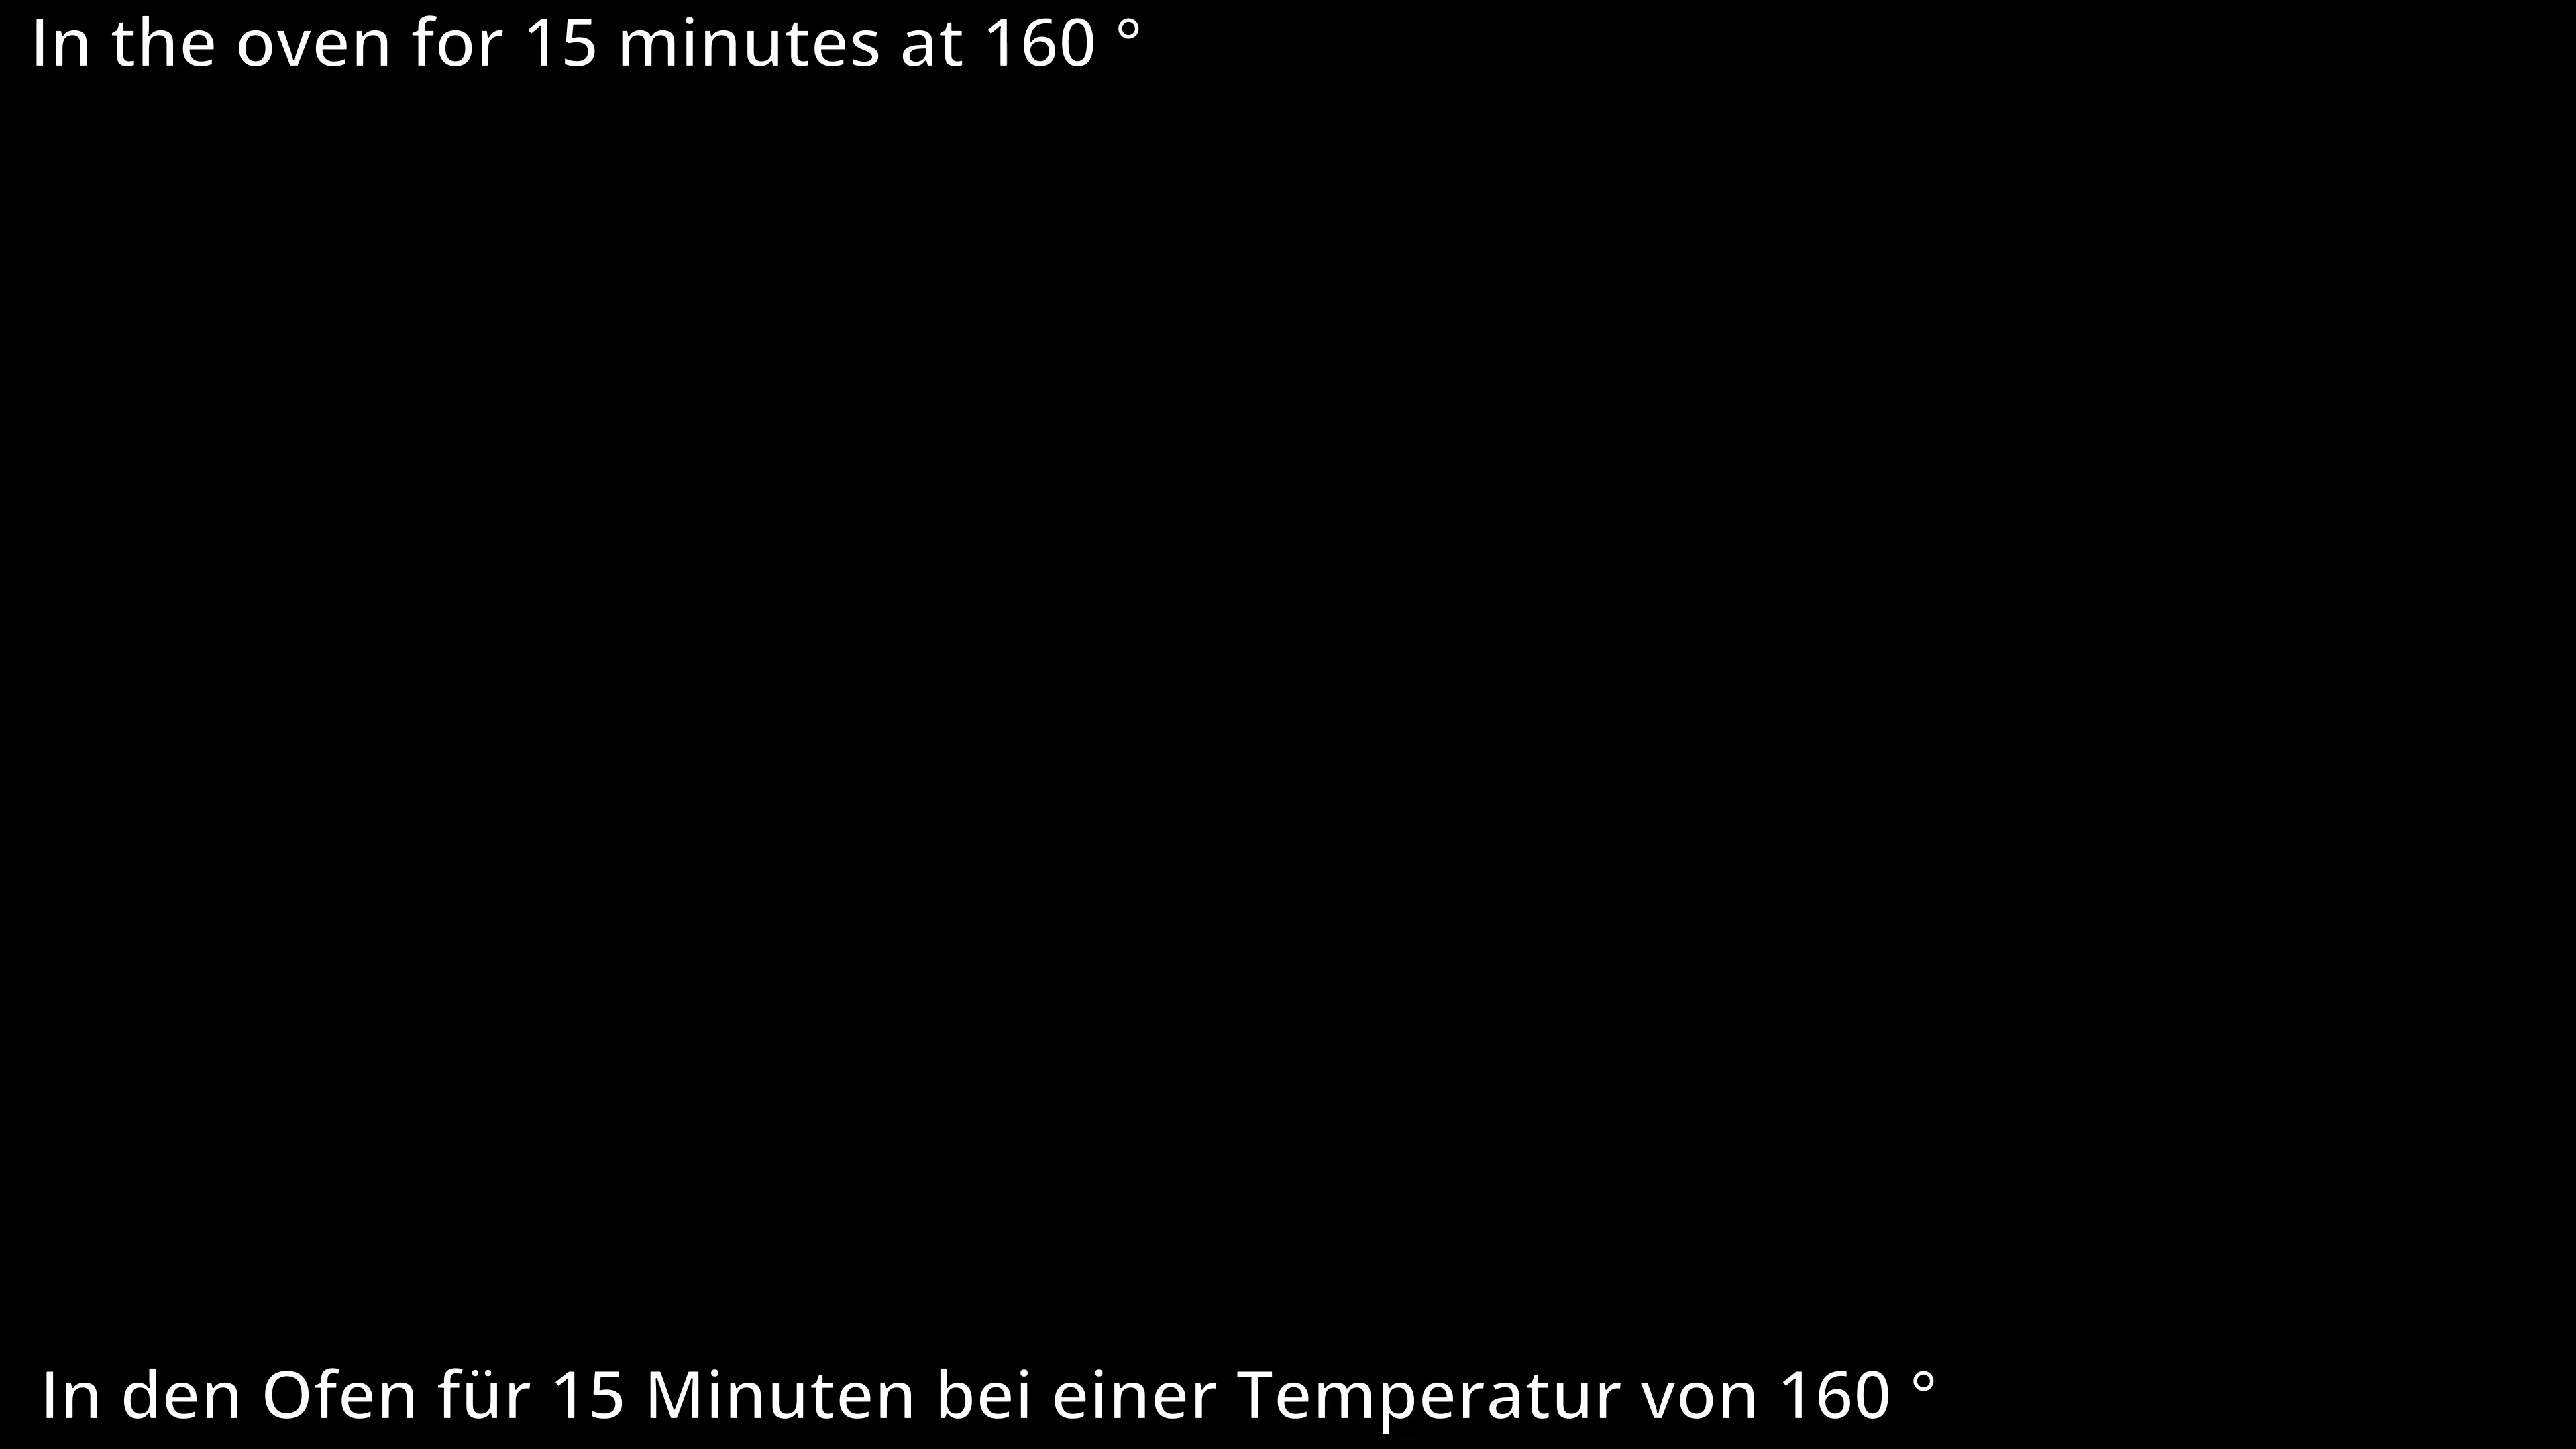 In the oven for 15 minutes at 160 °
In den Ofen für 15 Minuten bei einer Temperatur von 160 °